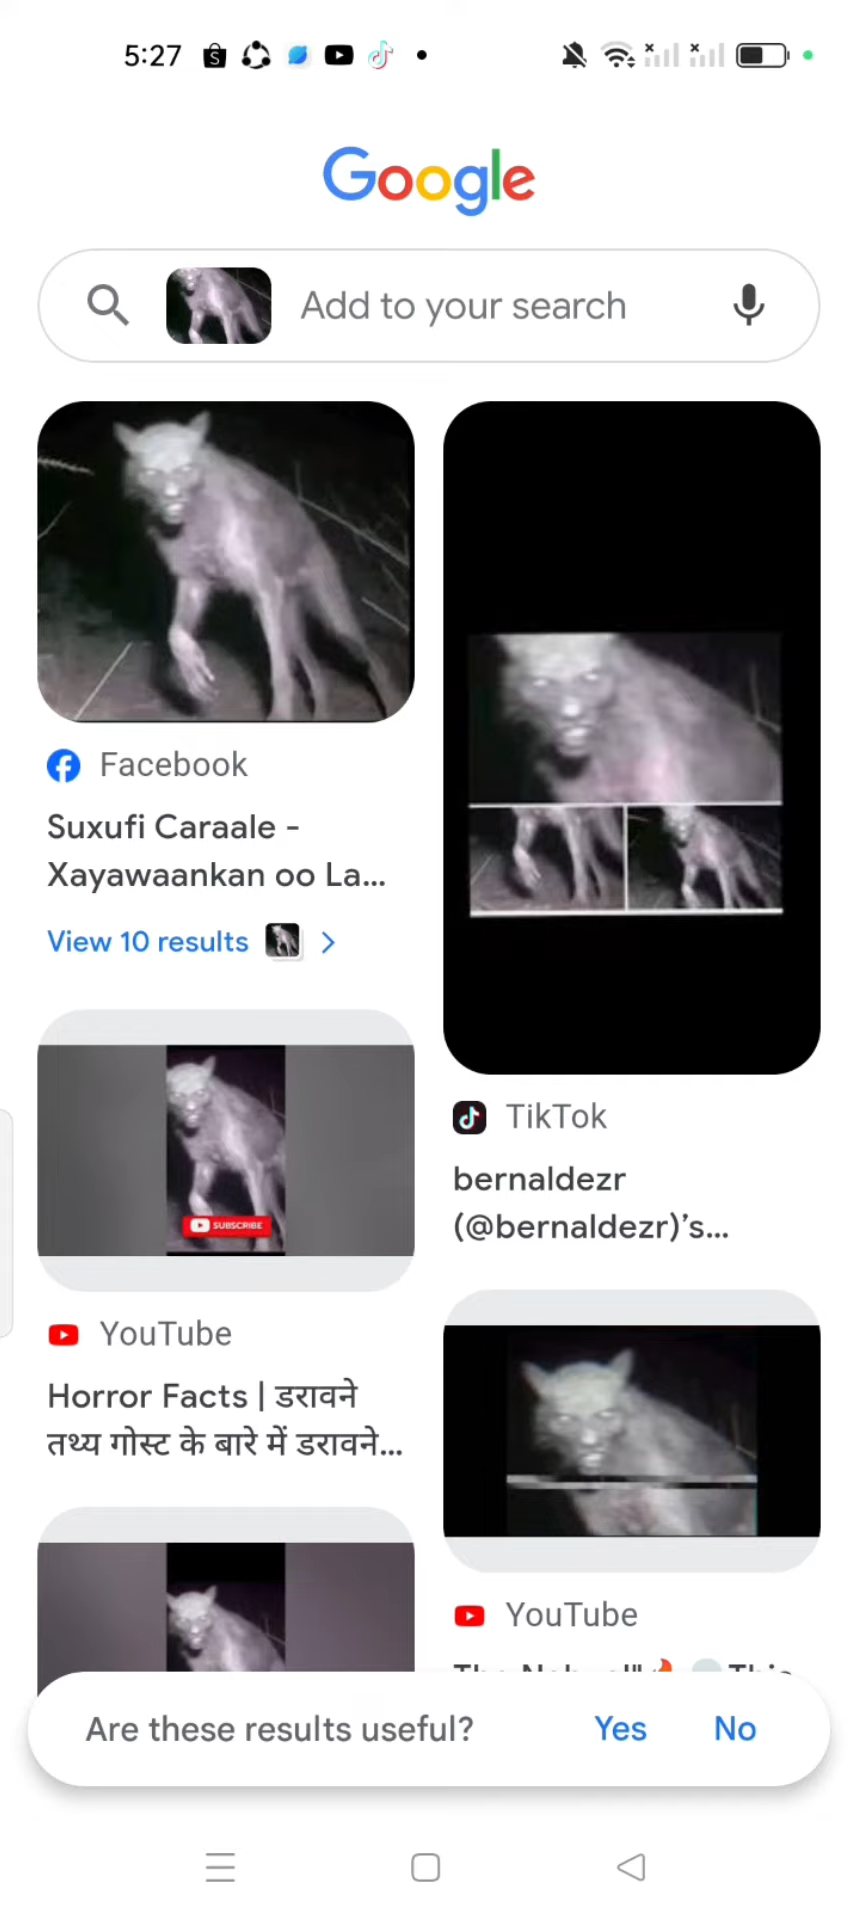 5:27
Google
Add to your search
Facebook
Suxufi Caraale -
Xayawaankan oo La...
View 10 results
SUBSCRIBE
YouTube
Horror Facts | डरावने
तथ्य गोस्ट के बारे में डरावने...
TikTok
bernaldezr
(@bernaldezr)’s...
YouTube
Are these results useful?
Yes
No